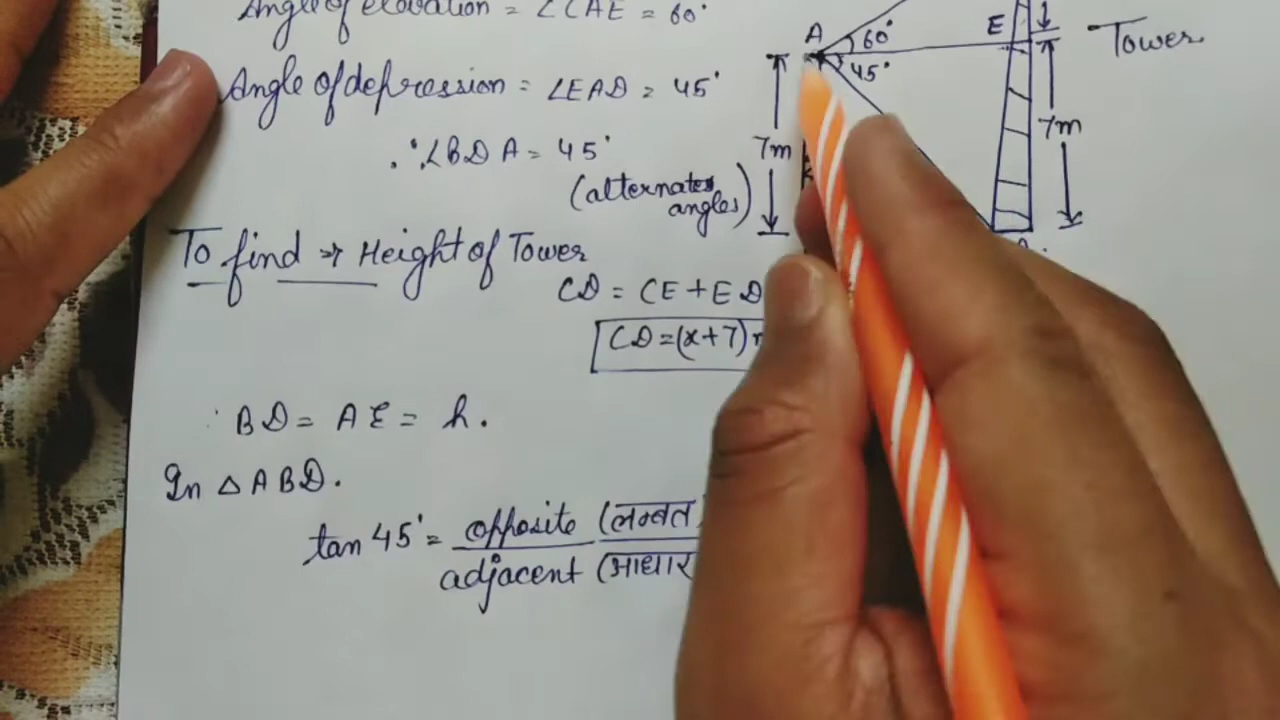 Angle of elevation = ∠CAE = 60°
Angle of depression = ∠EAD = 45°
∴ ∠BDA = 45°
(alternates
angles)
To find → Height of Tower
CD = CE + ED
CD = (x+7)
BD = AE = h.
In △ABD.
tan 45° = opposite (लम्बत
adjacent (आधार
A
60°
45°
E
Tower
7m
7m